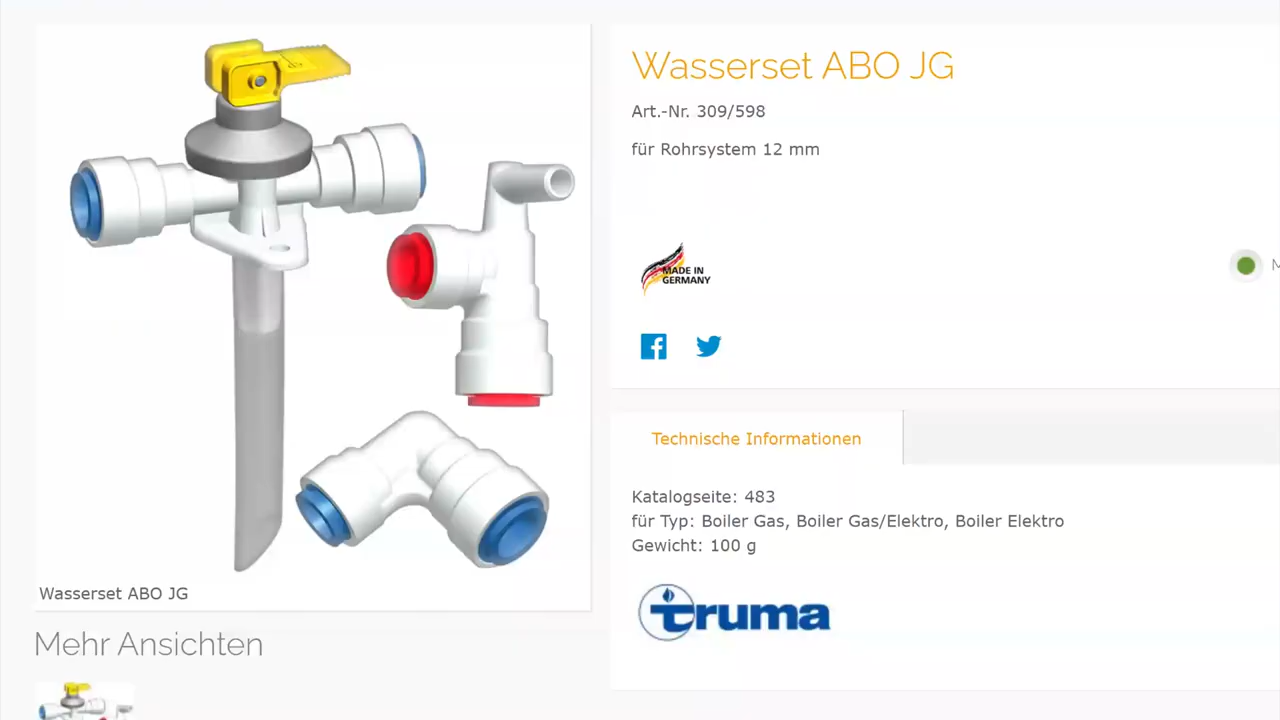 Wasserset ABO JG
Art.-Nr. 309/598
für Rohrsystem 12 mm
MADE IN
GERMANY
M
Technische Informationen
Katalogseite: 483
für Typ: Boiler Gas, Boiler Gas/Elektro, Boiler Elektro
Gewicht: 100 g
truma
Wasserset ABO JG
Mehr Ansichten